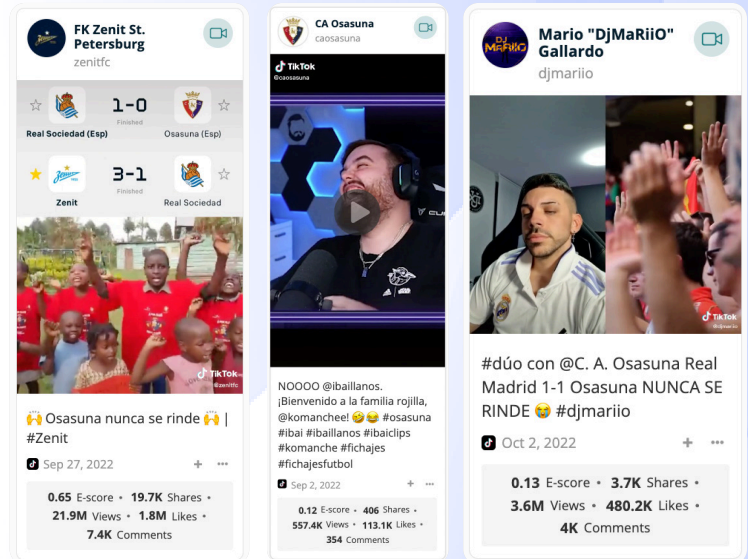 FK Zenit St.
Petersburg
zenitfc
1-0
Finished
Real Sociedad (Esp)
Osasuna (Esp)
3-1
Finished
Zenit
Real Sociedad
TikTok
@zenitfc
🙌 Osasuna nunca se rinde 🙌 |
#Zenit
Sep 27, 2022
0.65 E-score • 19.7K Shares •
21.9M Views • 1.8M Likes •
7.4K Comments
CA Osasuna
caosasuna
TikTok
@caosasuna
NOOOO @ibaillanos.
¡Bienvenido a la familia rojilla,
@komanchee! 🤣😂 #osasuna
#ibai #ibaillanos #ibaiclips
#komanche #fichajes
#fichajesfutbol
Sep 2, 2022
0.12 E-score • 406 Shares •
557.4K Views • 113.1K Likes •
354 Comments
DJ
MARIIO
Mario "DjMaRiiO"
Gallardo
djmariio
TikTok
@djmariio
#dúo con @C. A. Osasuna Real
Madrid 1-1 Osasuna NUNCA SE
RINDE 😂 #djmariio
Oct 2, 2022
0.13 E-score • 3.7K Shares •
3.6M Views • 480.2K Likes •
4K Comments